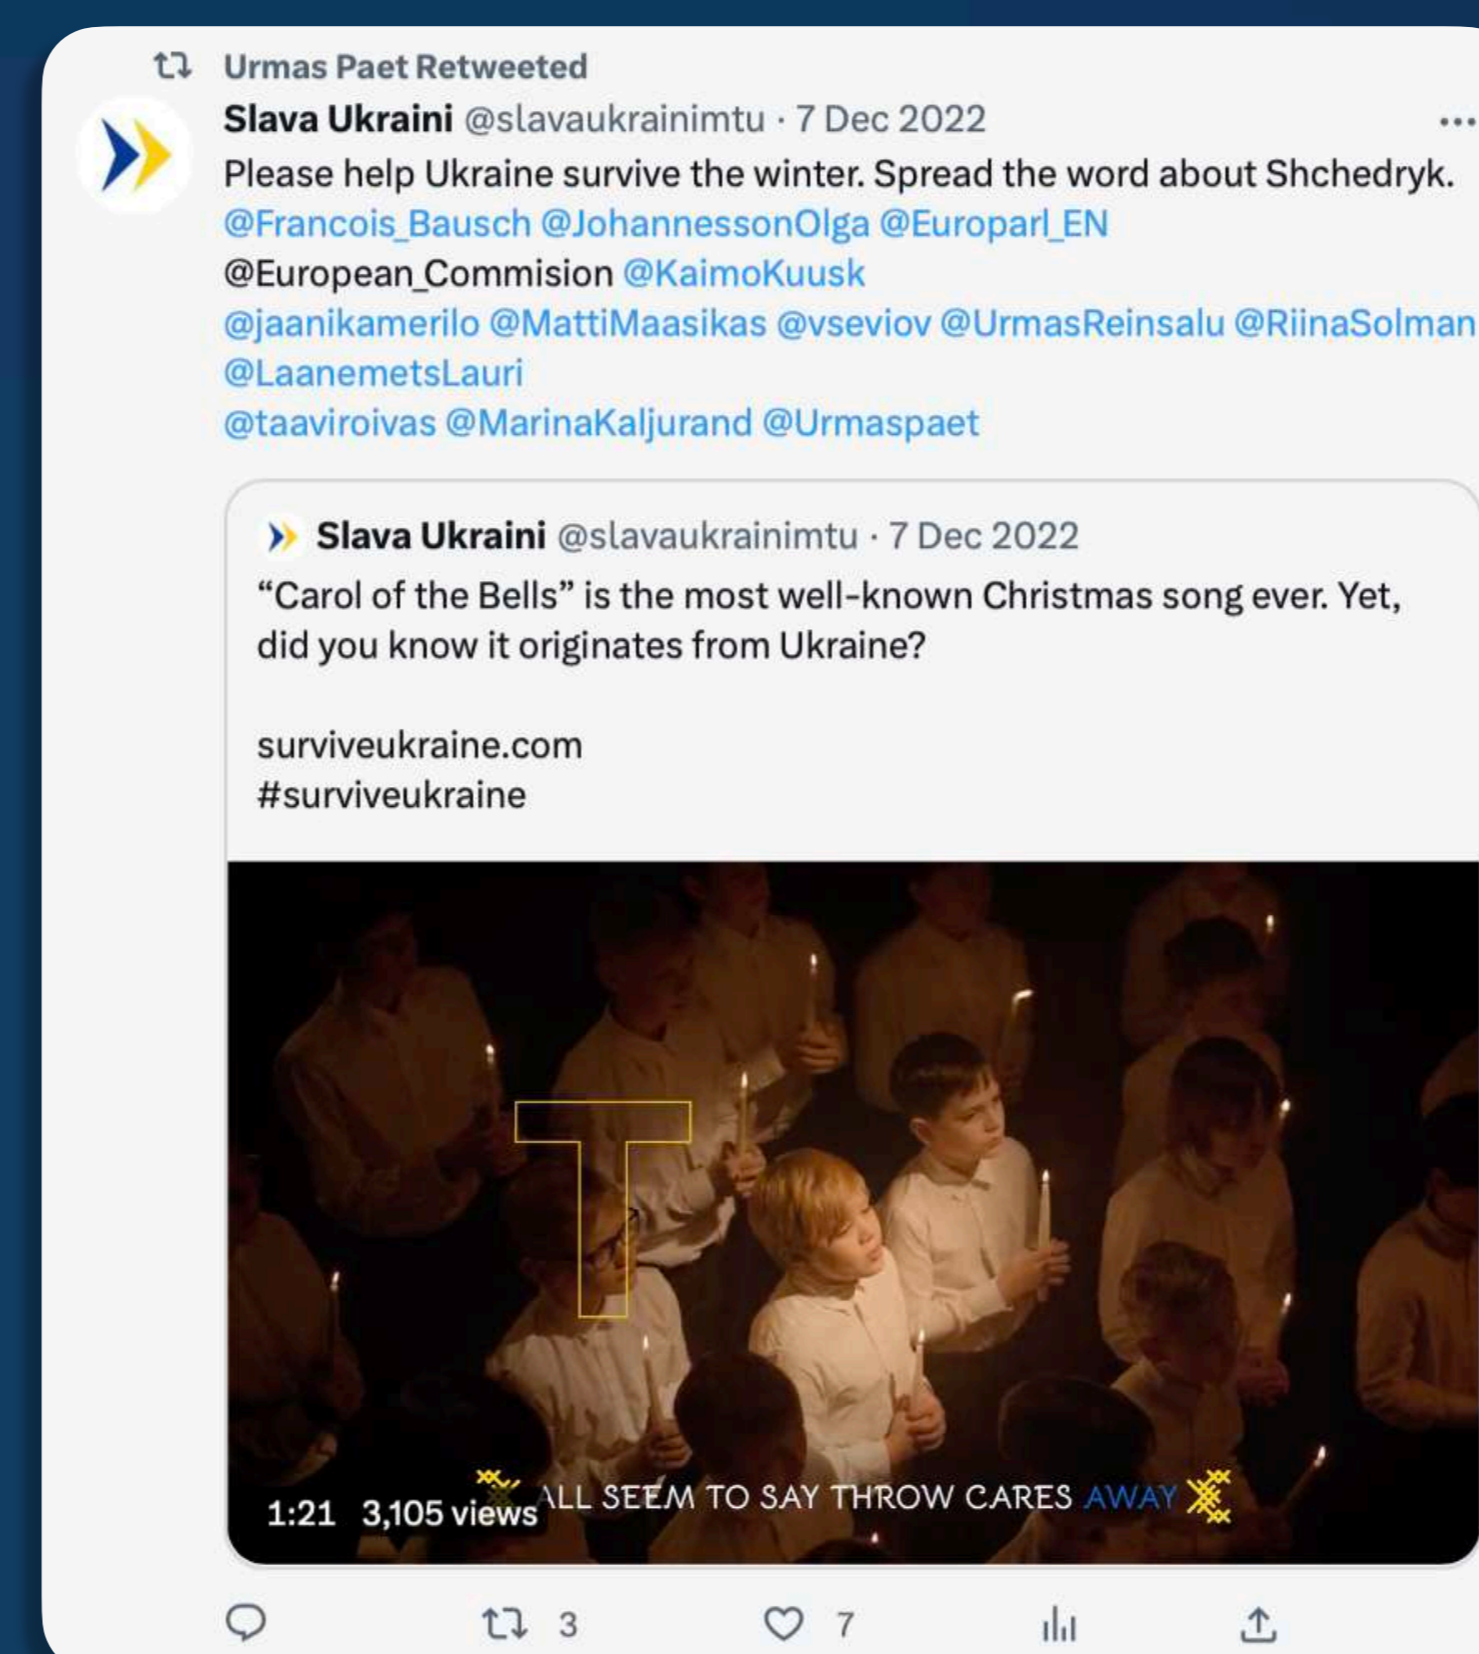 Urmas Paet Retweeted
Slava Ukraini @slavaukrainimtu · 7 Dec 2022
Please help Ukraine survive the winter. Spread the word about Shchedryk.
@Francois_Bausch @JohannessonOlga @Europarl_EN
@European_Commision @KaimoKuusk
@jaanikamerilo @MattiMaasikas @vseviov @UrmasReinsalu @RiinaSolman
@LaanemetsLauri
@taaviroivas @MarinaKaljurand @Urmaspaet
Slava Ukraini @slavaukrainimtu · 7 Dec 2022
“Carol of the Bells” is the most well-known Christmas song ever. Yet,
did you know it originates from Ukraine?
surviveukraine.com
#surviveukraine
T
ALL SEEM TO SAY THROW CARES AWAY
1:21 3,105 views
3 7